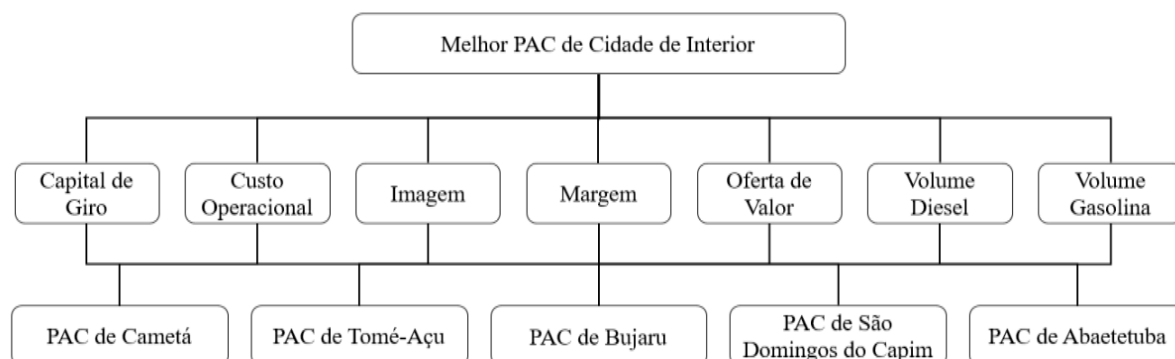 Melhor PAC de Cidade de Interior
Capital de
Giro
Custo
Operacional
Imagem
Margem
Oferta de
Valor
Volume
Diesel
Volume
Gasolina
PAC de Cametá
PAC de Tomé-Açu
PAC de Bujaru
PAC de São
Domingos do Capim
PAC de Abaetetuba